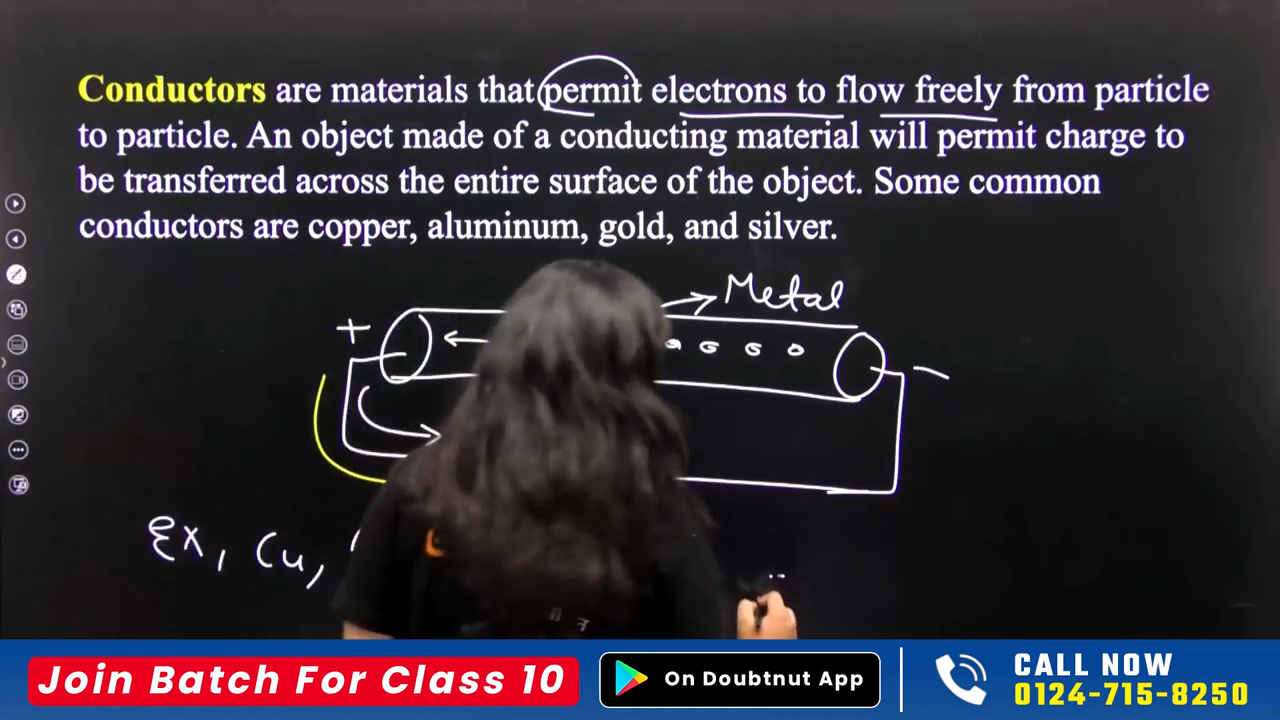 Conductors are materials that permit electrons to flow freely from particle
to particle. An object made of a conducting material will permit charge to
be transferred across the entire surface of the object. Some common
conductors are copper, aluminum, gold, and silver.
Metal
+
-
Ex, Cu,
Join Batch For Class 10
On Doubtnut App
CALL NOW
0124-715-8250